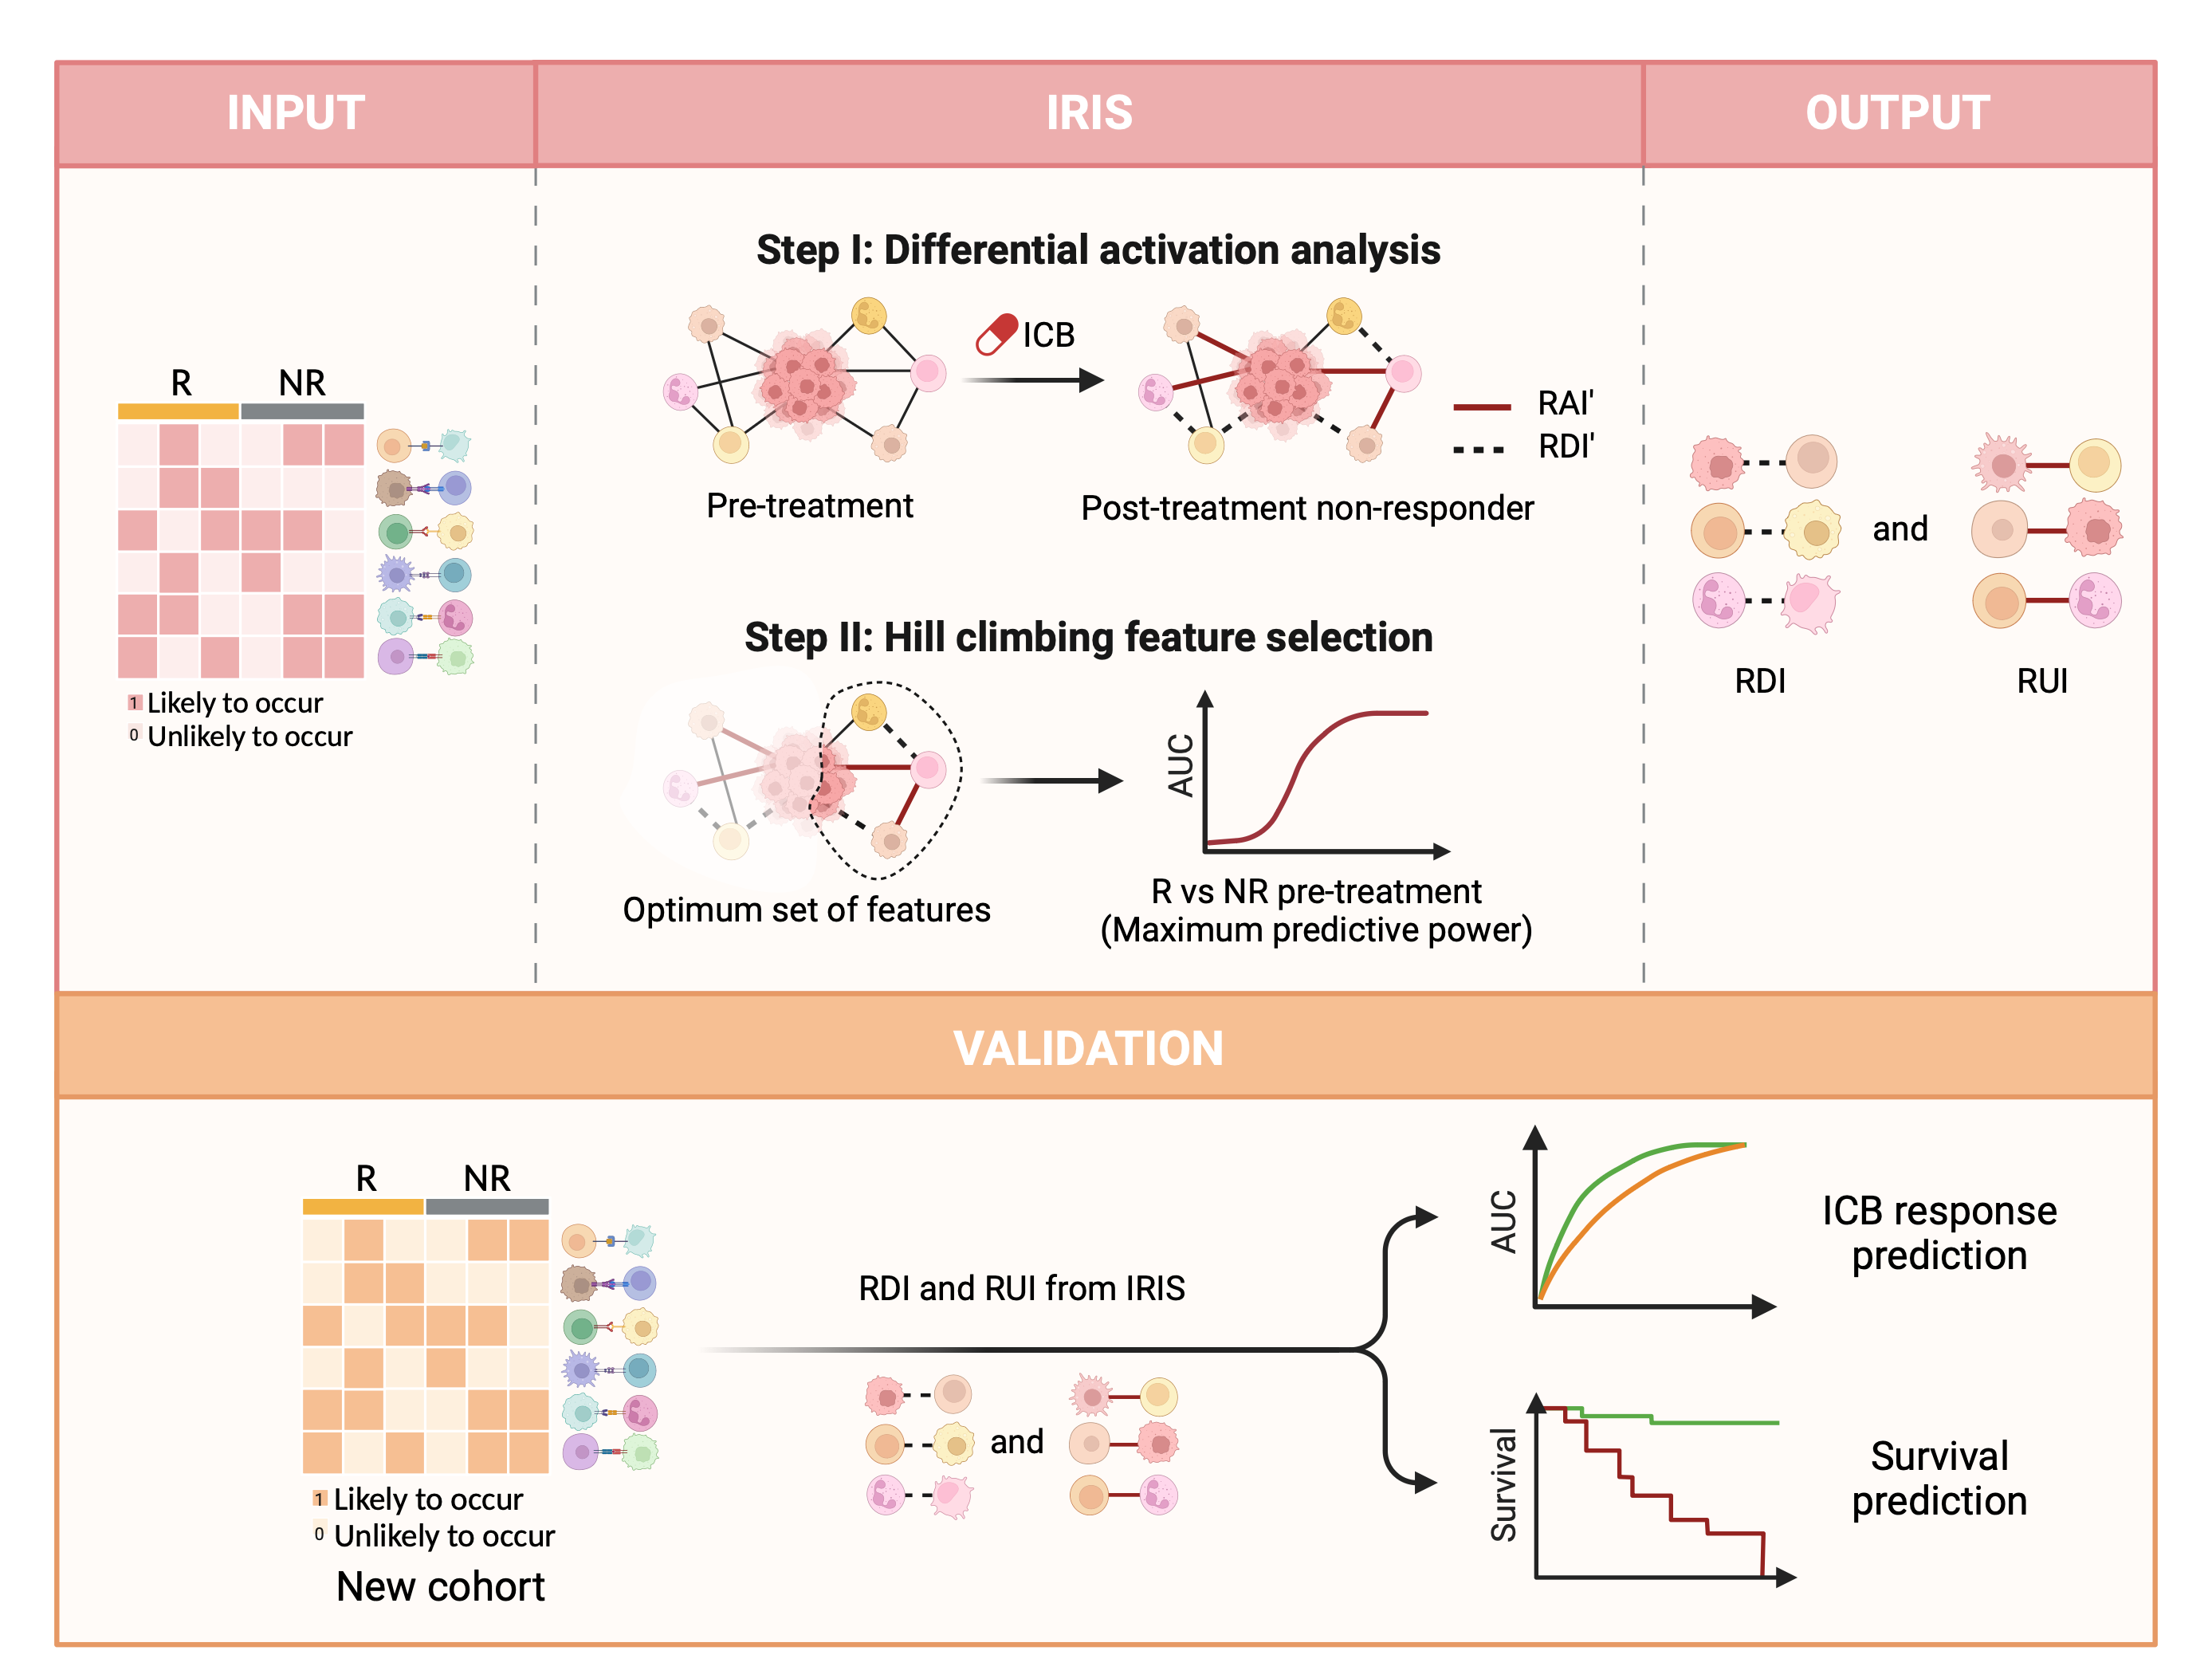 INPUT
IRIS
OUTPUT
R
NR
1 Likely to occur
0 Unlikely to occur
Step I: Differential activation analysis
ICB
RAI'
RDI'
Pre-treatment
Post-treatment non-responder
Step II: Hill climbing feature selection
AUC
Optimum set of features
R vs NR pre-treatment
(Maximum predictive power)
and
RDI
RUI
VALIDATION
R
NR
1 Likely to occur
0 Unlikely to occur
New cohort
RDI and RUI from IRIS
and
AUC
ICB response
prediction
Survival
Survival
prediction